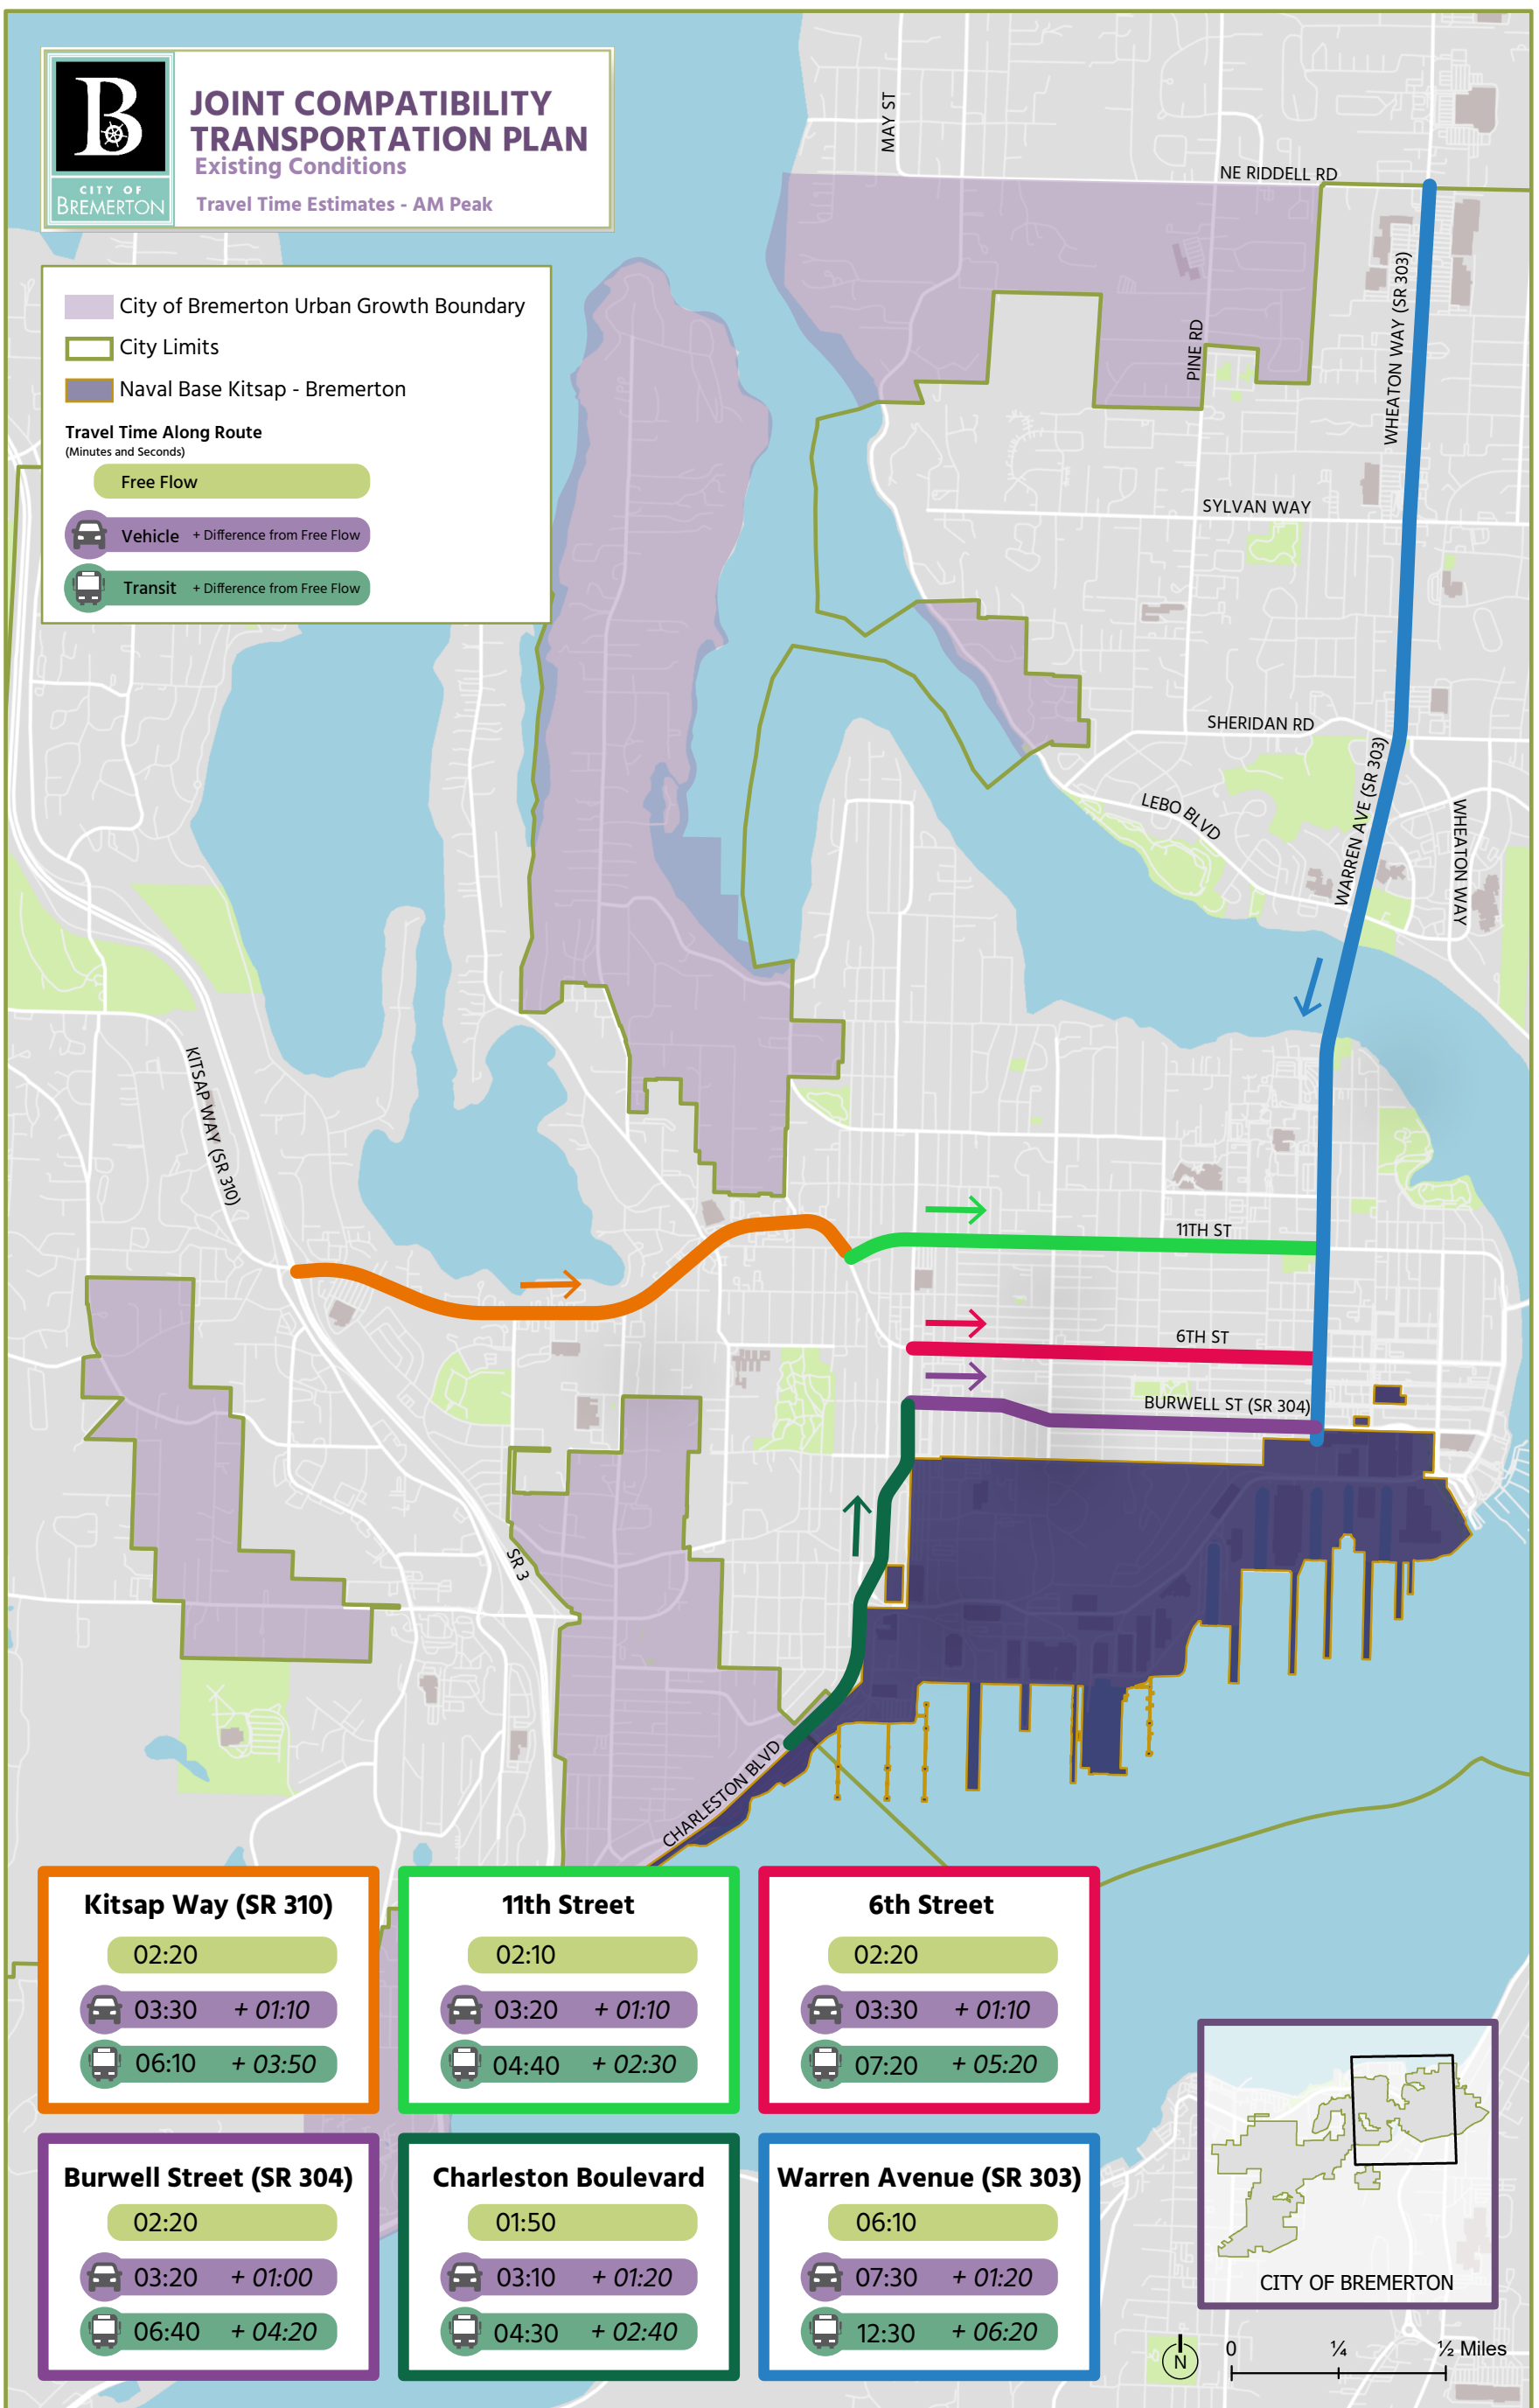 B
CITY OF
BREMERTON
JOINT COMPATIBILITY
TRANSPORTATION PLAN
Existing Conditions
Travel Time Estimates - AM Peak
City of Bremerton Urban Growth Boundary
City Limits
Naval Base Kitsap - Bremerton
Travel Time Along Route
(Minutes and Seconds)
Free Flow
Vehicle + Difference from Free Flow
Transit + Difference from Free Flow
MAY ST
NE RIDDELL RD
PINE RD
WHEATON WAY (SR 303)
SYLVAN WAY
SHERIDAN RD
LEBO BLVD
WARREN AVE (SR 303)
WHEATON WAY
KITSAP WAY (SR 310)
11TH ST
6TH ST
BURWELL ST (SR 304)
SR 3
CHARLESTON BLVD
Kitsap Way (SR 310)
02:20
03:30 + 01:10
06:10 + 03:50
11th Street
02:10
03:20 + 01:10
04:40 + 02:30
6th Street
02:20
03:30 + 01:10
07:20 + 05:20
Burwell Street (SR 304)
02:20
03:20 + 01:00
06:40 + 04:20
Charleston Boulevard
01:50
03:10 + 01:20
04:30 + 02:40
Warren Avenue (SR 303)
06:10
07:30 + 01:20
12:30 + 06:20
CITY OF BREMERTON
N
0 ¼ ½ Miles